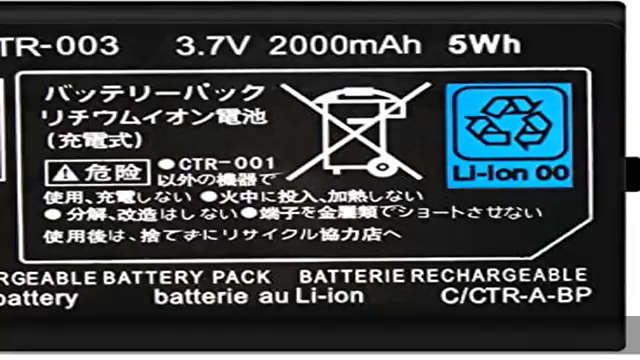 TR-003 3.7V 2000mAh 5Wh
バッテリーパック
リチウムイオン電池
(充電式)
危険 ●CTR-001
以外の機器で
使用、充電しない ●火中に投入、加熱しない
●分解、改造はしない●端子を金属類でショートさせない
使用後は、捨てずにリサイクル協力店へ
Li-ion 00
RGEABLE BATTERY PACK BATTERIE RECHARGEABLE
battery batterie au Li-ion C/CTR-A-BP